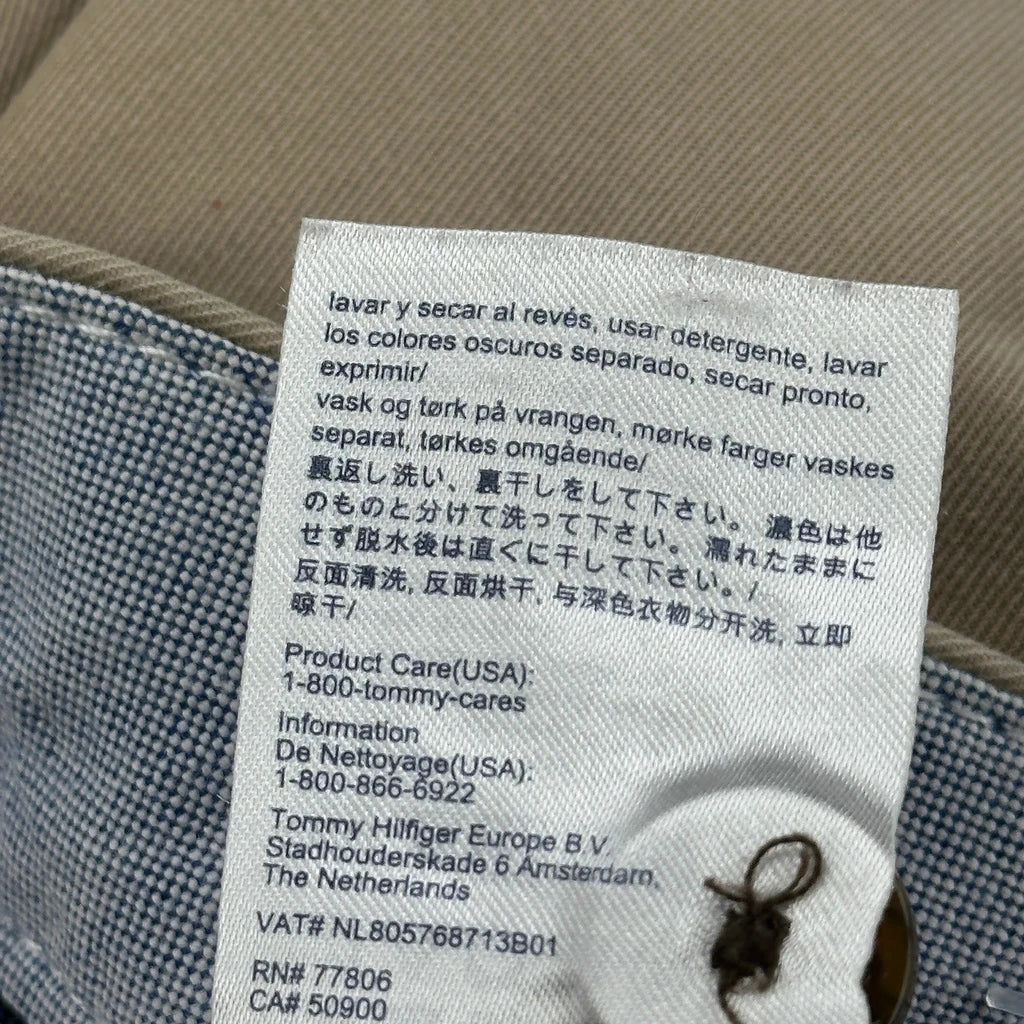 lavar y secar al revés, usar detergente, lavar
los colores oscuros separado, secar pronto,
exprimir/
vask og tørk på vrangen, mørke farger vaskes
separat, tørkes omgående/
裏返し洗い、裏干しをして下さい。濃色は他
のものと分けて洗って下さい。濡れたままに
せず脱水後は直ぐに干して下さい。/
反面清洗, 反面烘干, 与深色衣物分开洗, 立即
晾干/
Product Care(USA):
1-800-tommy-cares
Information
De Nettoyage(USA):
1-800-866-6922
Tommy Hilfiger Europe B.V.
Stadhouderskade 6 Amsterdam,
The Netherlands
VAT# NL805768713B01
RN# 77806
CA# 50900